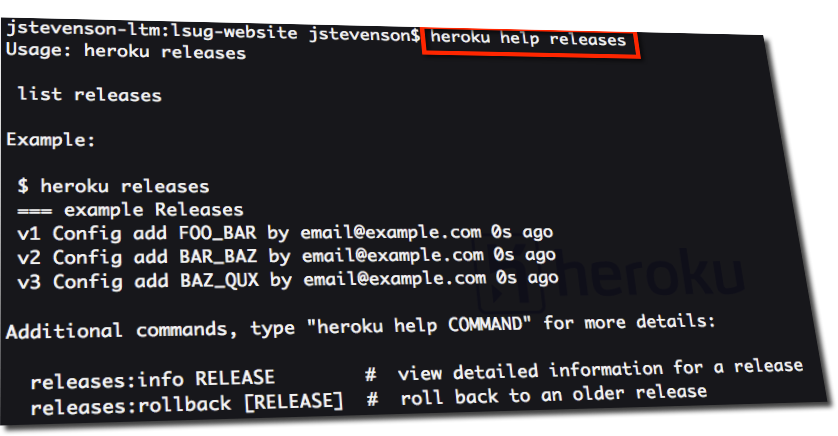 jstevenson-ltm:lsug-website jstevenson$ heroku help releases
Usage: heroku releases
list releases
Example:
$ heroku releases
=== example Releases
v1 Config add FOO_BAR by email@example.com 0s ago
v2 Config add BAR_BAZ by email@example.com 0s ago
v3 Config add BAZ_QUX by email@example.com 0s ago
heroku
Additional commands, type "heroku help COMMAND" for more details:
releases:info RELEASE # view detailed information for a release
releases:rollback [RELEASE] # roll back to an older release